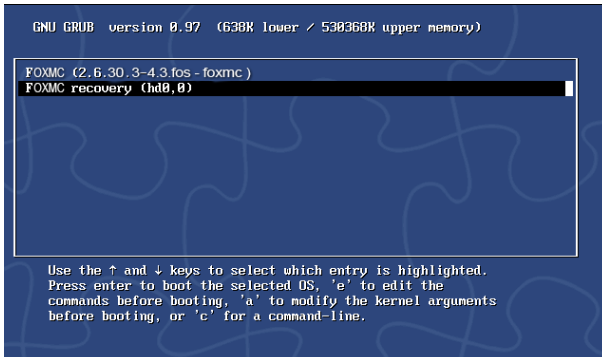 GNU GRUB version 0.97 (638K lower / 530368K upper memory)
FOXMC (2.6.30.3-4.3.fos - foxmc )
FOXMC recovery (hd0,0)
Use the ↑ and ↓ keys to select which entry is highlighted.
Press enter to boot the selected OS, 'e' to edit the
commands before booting, 'a' to modify the kernel arguments
before booting, or 'c' for a command-line.